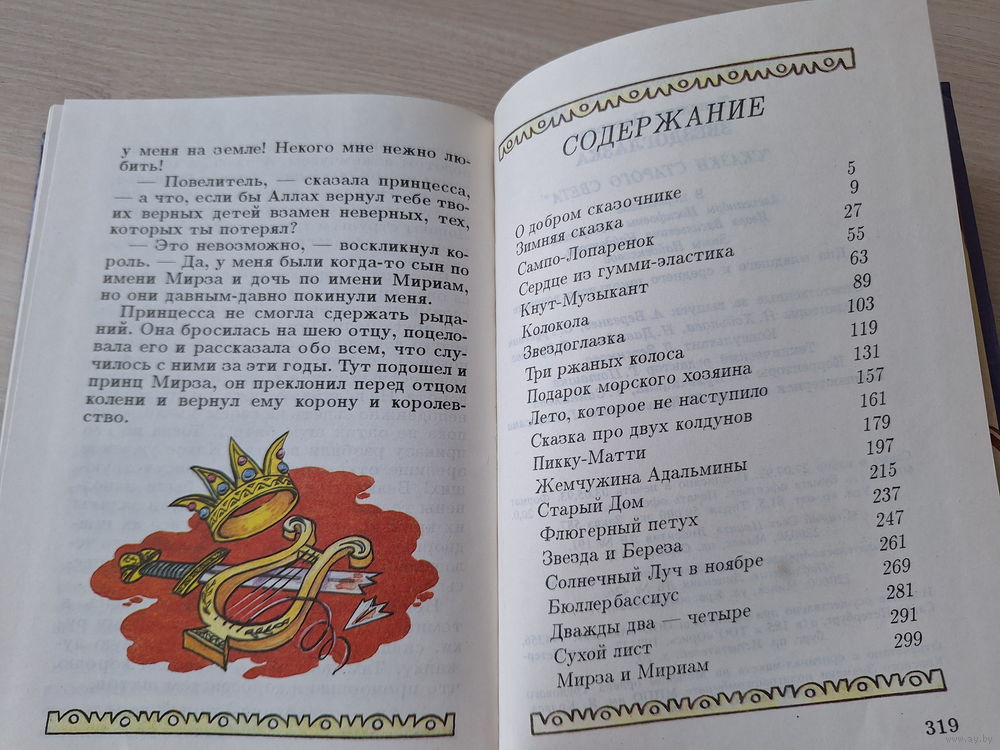 у меня на земле! Некого мне нежно лю-
бить!
— Повелитель, — сказала принцесса,
— а что, если бы Аллах вернул тебе тво-
их верных детей взамен неверных, тех,
которых ты потерял?
— Это невозможно, — воскликнул ко-
роль. — Да, у меня были когда-то сын по
имени Мирза и дочь по имени Мириам,
но они давным-давно покинули меня.
Принцесса не смогла сдержать рыда-
ний. Она бросилась на шею отцу, поцело-
вала его и рассказала обо всем, что слу-
чилось с ними за эти годы. Тут подошел и
принц Мирза, он преклонил перед отцом
колени и вернул ему корону и королев-
ство.
СОДЕРЖАНИЕ
О добром сказочнике 5
Зимняя сказка 9
Сампо-Лопаренок 27
Сердце из гумми-эластика 55
Кнут-Музыкант 63
Колокола 89
Звездоглазка 103
Три ржаных колоса 119
Подарок морского хозяина 131
Лето, которое не наступило 157
Сказка про двух колдунов 161
Пикку-Матти 179
Жемчужина Адальмины 197
Старый Дом 215
Флюгерный петух 237
Звезда и Береза 247
Солнечный Луч в ноябре 261
Бюллербассиус 269
Дважды два — четыре 281
Сухой лист 291
Мирза и Мириам 299
319
www.ay.by